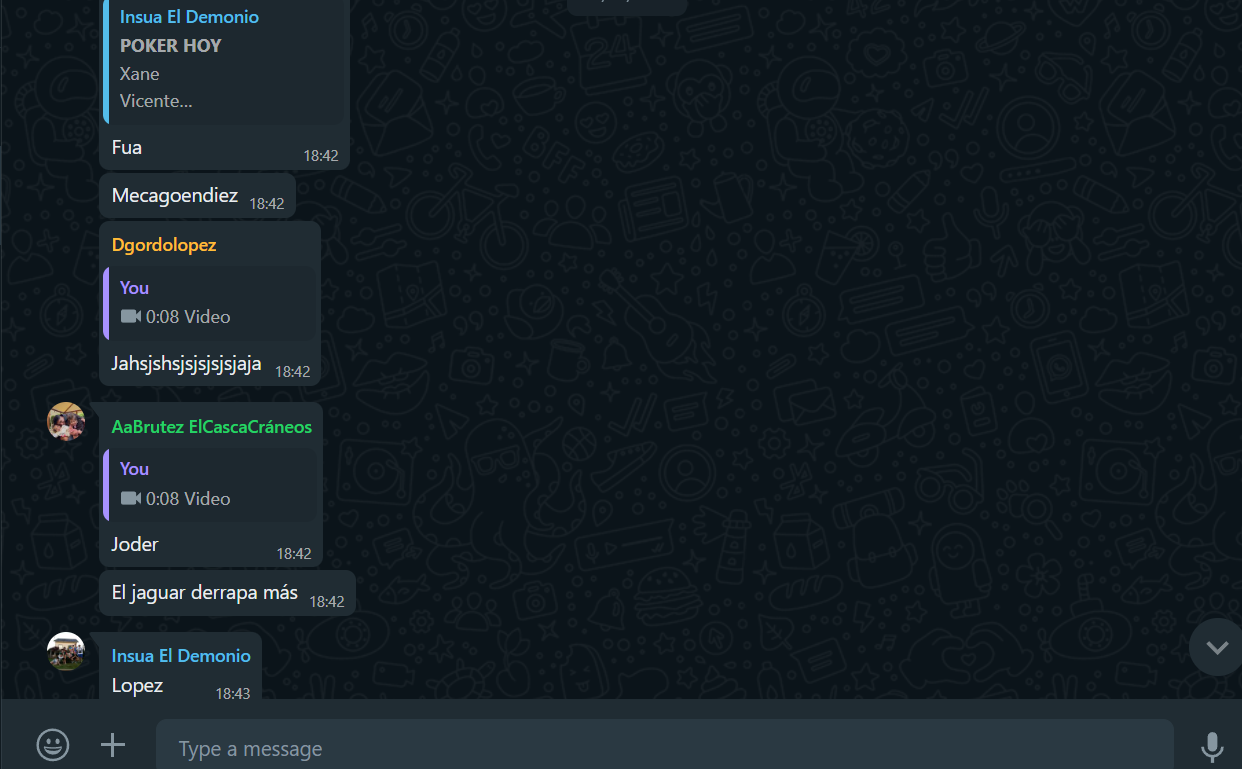 Insua El Demonio
POKER HOY
Xane
Vicente...
Fua
18:42
Mecagoendiez
18:42
Dgordolopez
You
0:08 Video
Jahsjshsjsjsjsjsjaja
18:42
AaBrutez ElCascaCráneos
You
0:08 Video
Joder
18:42
El jaguar derrapa más
18:42
Insua El Demonio
Lopez
18:43
Type a message